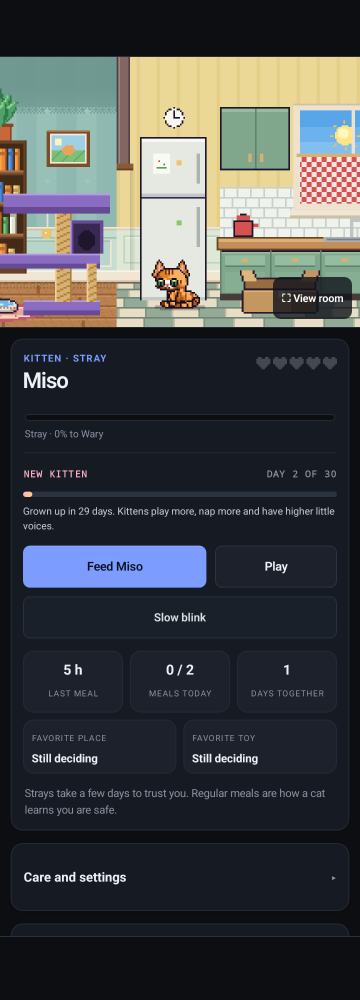 View room
KITTEN · STRAY
Miso
Stray · 0% to Wary
NEW KITTEN
DAY 2 OF 30
Grown up in 29 days. Kittens play more, nap more and have higher little
voices.
Feed Miso
Play
Slow blink
5 h
LAST MEAL
0 / 2
MEALS TODAY
1
DAYS TOGETHER
FAVORITE PLACE
Still deciding
FAVORITE TOY
Still deciding
Strays take a few days to trust you. Regular meals are how a cat
learns you are safe.
Care and settings